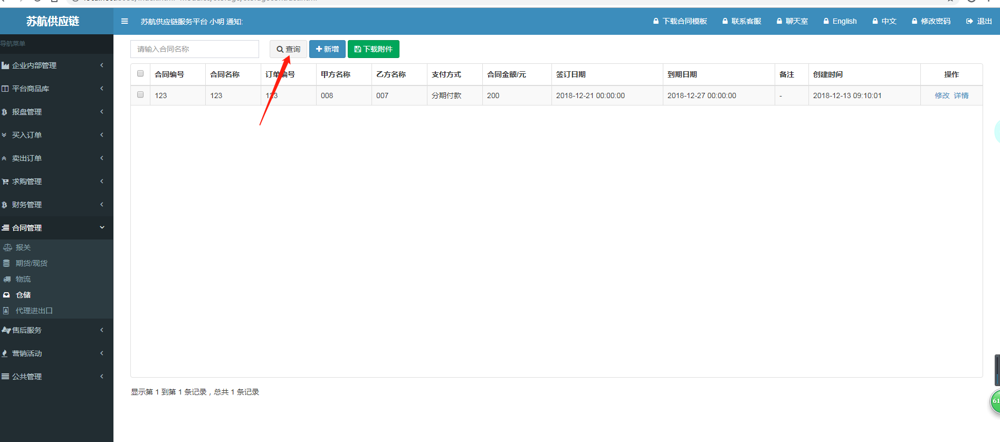 苏航供应链
苏航供应链服务平台 小明 通知:
下载合同模板
联系客服
聊天室
English
中文
修改密码
退出
导航菜单
企业内部管理
平台商品库
报盘管理
买入订单
卖出订单
求购管理
财务管理
合同管理
报关
期货/现货
物流
仓储
代理进出口
售后服务
营销活动
公共管理
请输入合同名称
查询
新增
下载附件
合同编号 合同名称 订单编号 甲方名称 乙方名称 支付方式 合同金额/元 签订日期 到期日期 备注 创建时间 操作
123 123 123 008 007 分期付款 200 2018-12-21 00:00:00 2018-12-27 00:00:00 - 2018-12-13 09:10:01 修改 详情
显示第 1 到第 1 条记录，总共 1 条记录
61